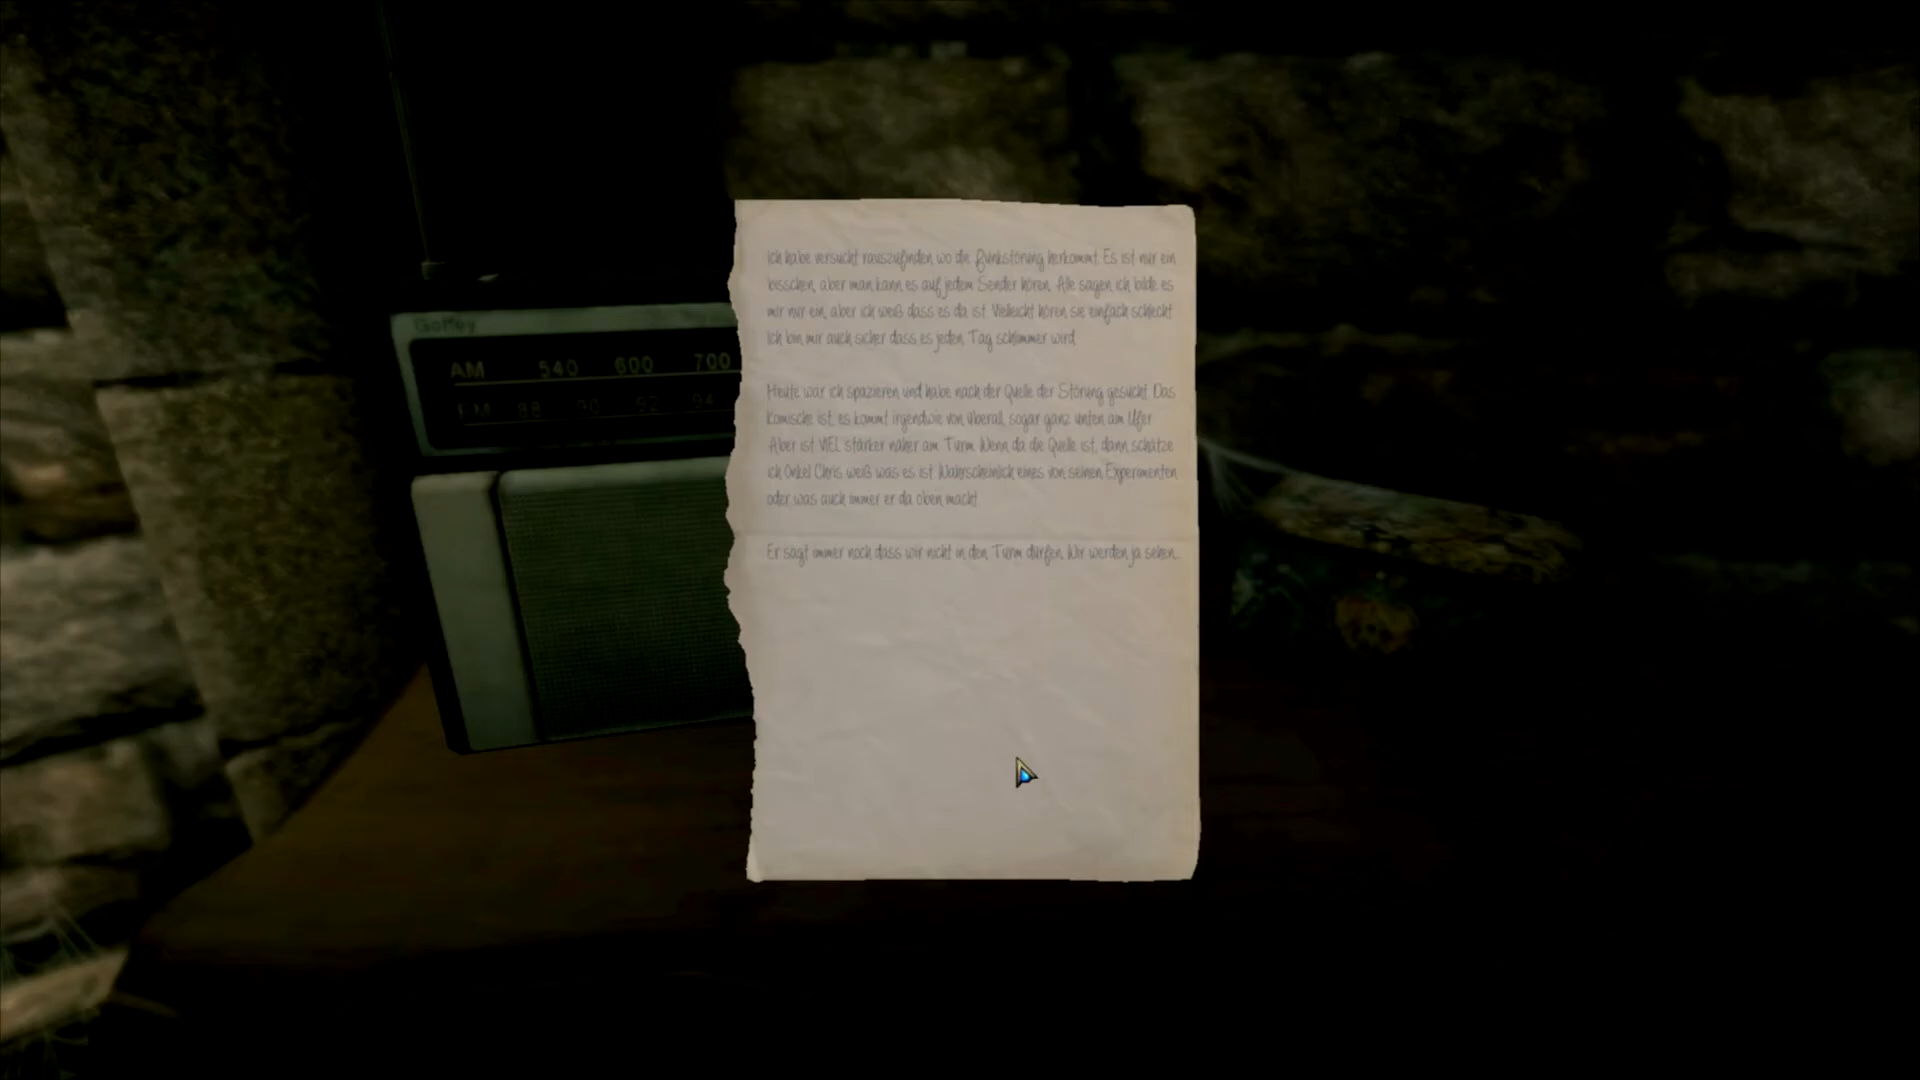 Goffey
AM 540 600 700
FM 88 90 92 94
Ich habe versucht rauszufinden wo die Funkstörung herkommt. Es ist nur ein
bisschen, aber man kann es auf jedem Sender hören. Alle sagen ich bilde es
mir nur ein, aber ich weiß dass es da ist. Vielleicht hören sie einfach schlecht.
Ich bin mir auch sicher dass es jeden Tag schlimmer wird.
Heute war ich spazieren und habe nach der Quelle der Störung gesucht. Das
Komische ist, es kommt irgendwie von überall, sogar ganz unten am Ufer.
Aber ist VIEL stärker näher am Turm. Wenn da die Quelle ist, dann schätze
ich Onkel Chris weiß was es ist. Wahrscheinlich eines von seinen Experimenten
oder was auch immer er da oben macht.
Er sagt immer noch dass wir nicht in den Turm dürfen. Wir werden ja sehen...